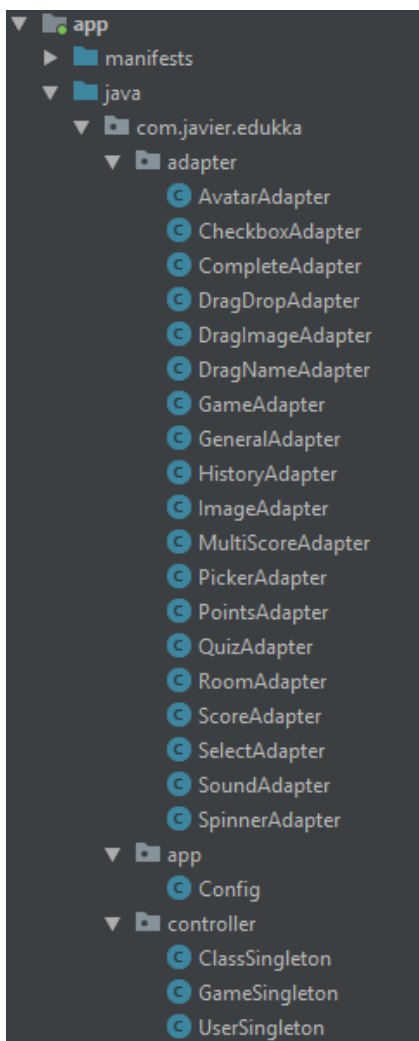 app
manifests
java
com.javier.edukka
adapter
AvatarAdapter
CheckboxAdapter
CompleteAdapter
DragDropAdapter
DragImageAdapter
DragNameAdapter
GameAdapter
GeneralAdapter
HistoryAdapter
ImageAdapter
MultiScoreAdapter
PickerAdapter
PointsAdapter
QuizAdapter
RoomAdapter
ScoreAdapter
SelectAdapter
SoundAdapter
SpinnerAdapter
app
Config
controller
ClassSingleton
GameSingleton
UserSingleton